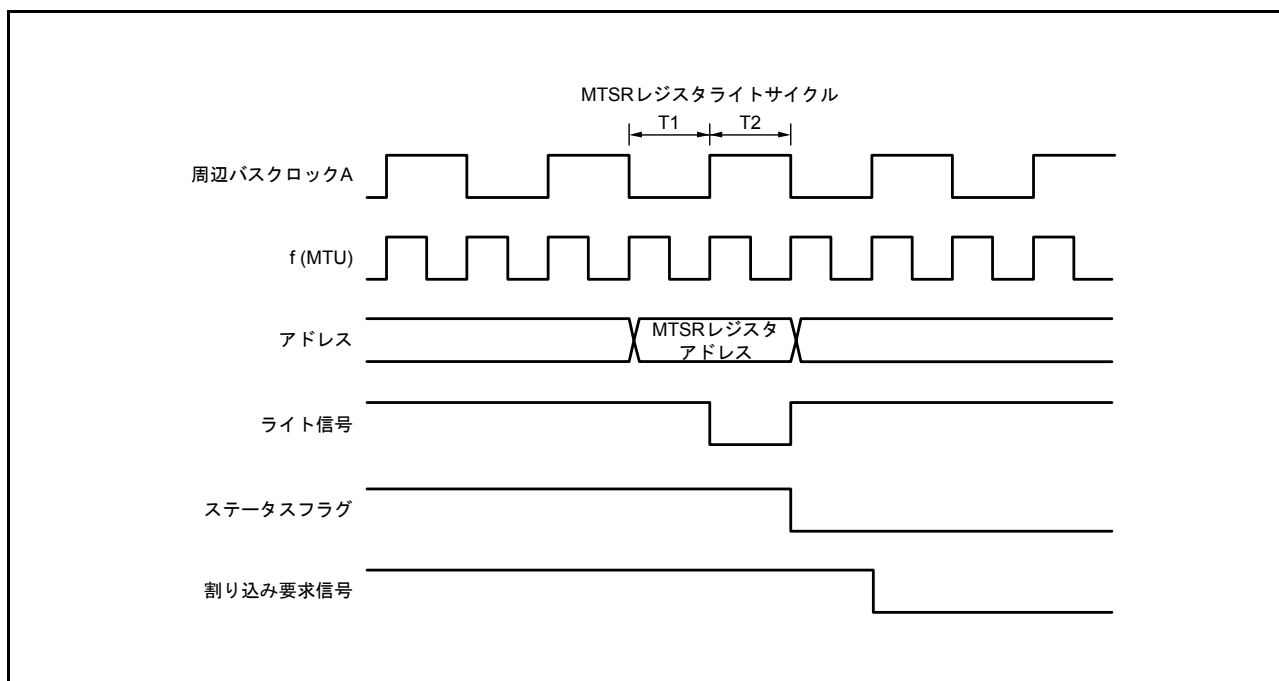 MTSRレジスタライトサイクル
T1
T2
周辺バスクロックA
f (MTU)
アドレス
MTSRレジスタ
アドレス
ライト信号
ステータスフラグ
割り込み要求信号